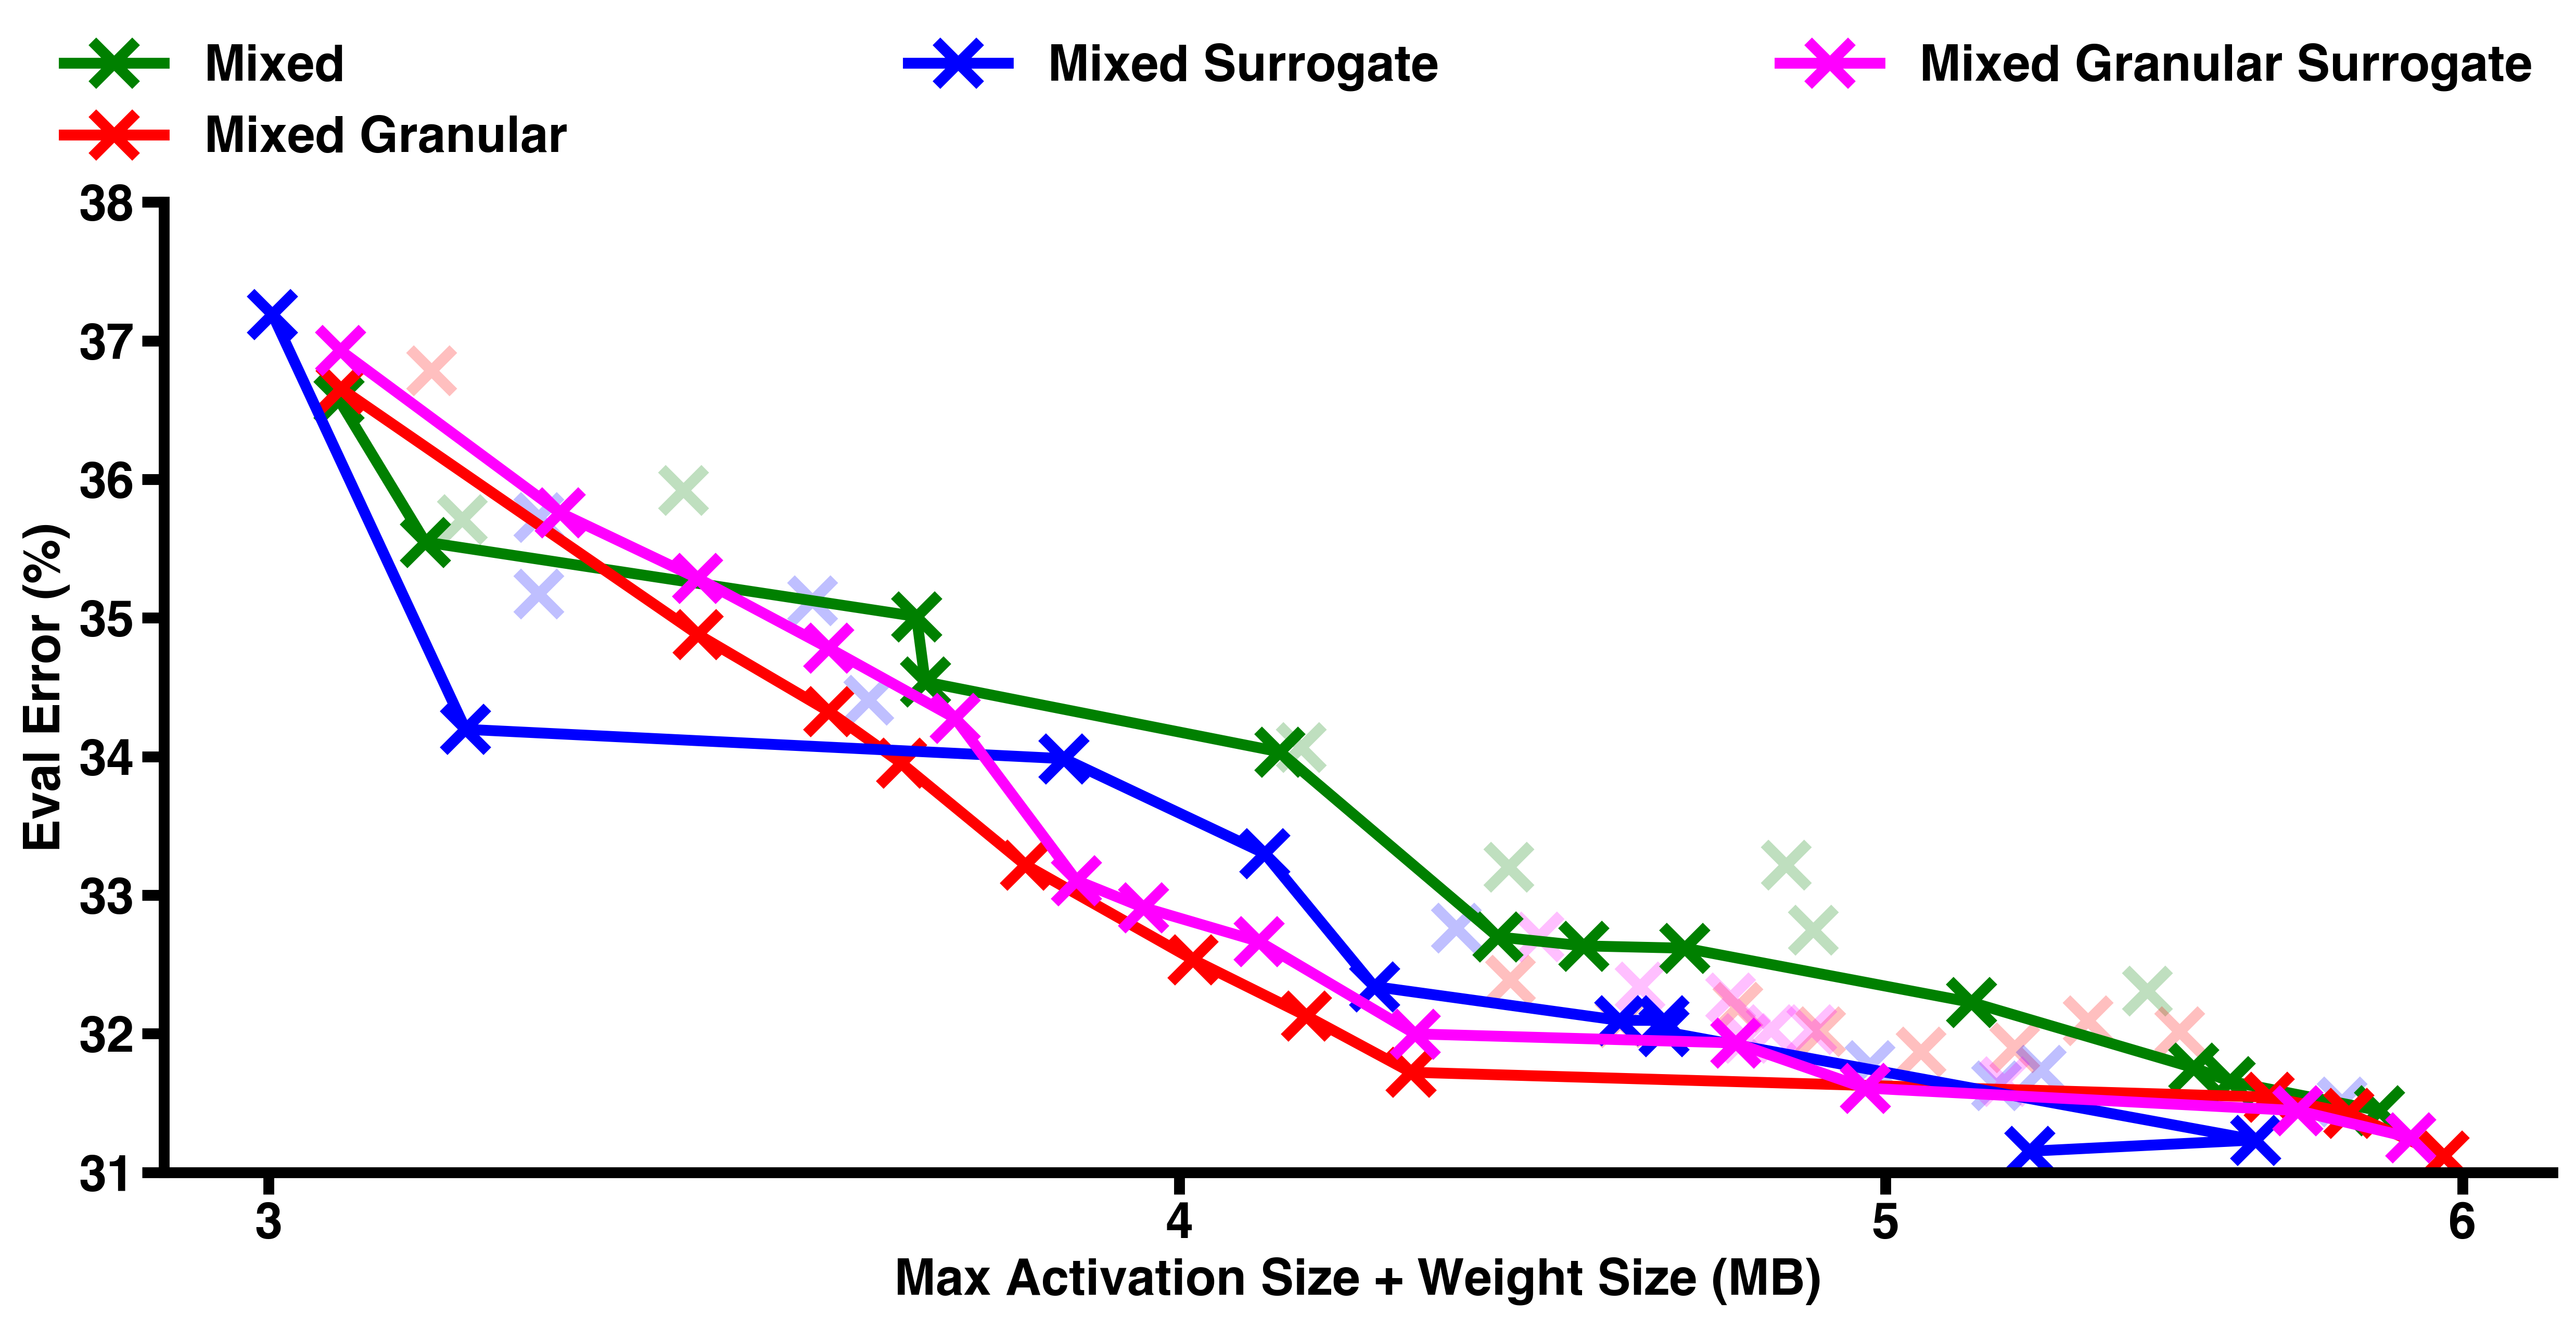 Mixed
Mixed Surrogate
Mixed Granular Surrogate
Mixed Granular
38
37
36
35
34
33
32
31
Eval Error (%)
3
4
5
6
Max Activation Size + Weight Size (MB)